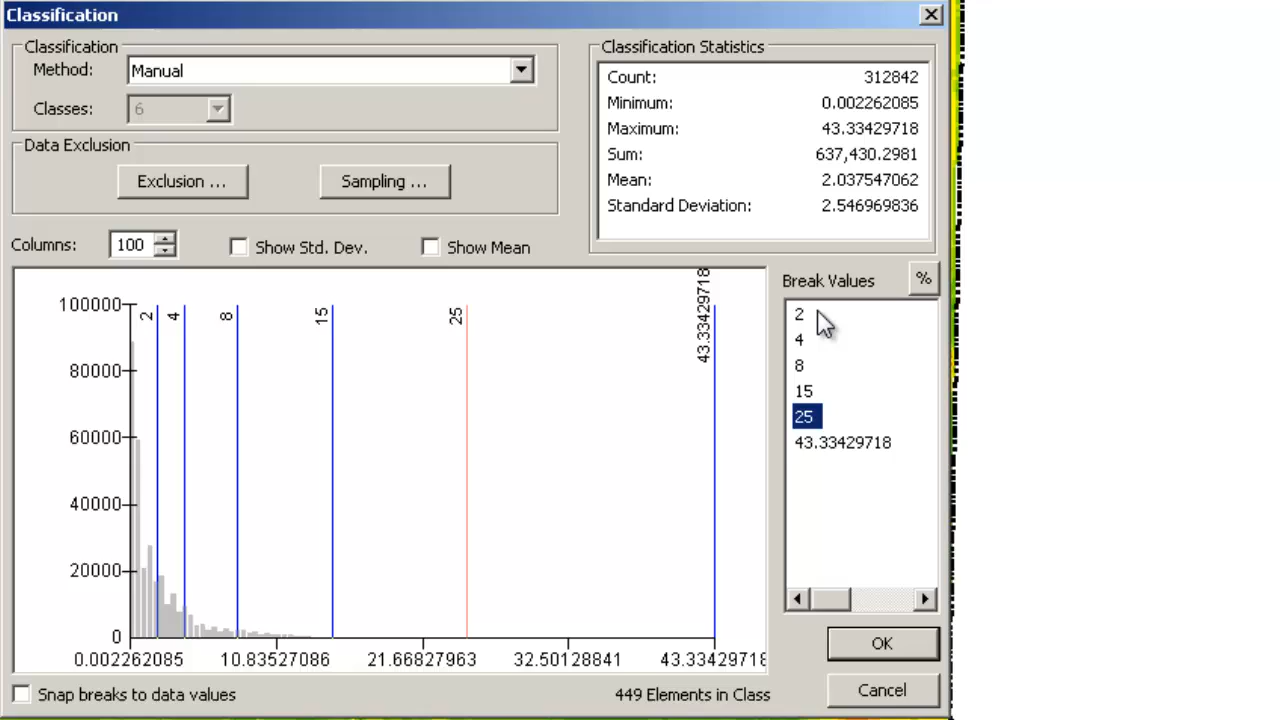 Classification
Classification
Method: Manual
Classes: 6
Data Exclusion
Exclusion ... Sampling ...
Classification Statistics
Count: 312842
Minimum: 0.002262085
Maximum: 43.33429718
Sum: 637,430.2981
Mean: 2.037547062
Standard Deviation: 2.546969836
Columns: 100 Show Std. Dev. Show Mean
Break Values %
2
4
8
15
25
43.33429718
100000
80000
60000
40000
20000
0
2 4 8 15 25 43.33429718
0.002262085 10.83527086 21.66827963 32.50128841 43.33429718
Snap breaks to data values 449 Elements in Class
OK
Cancel